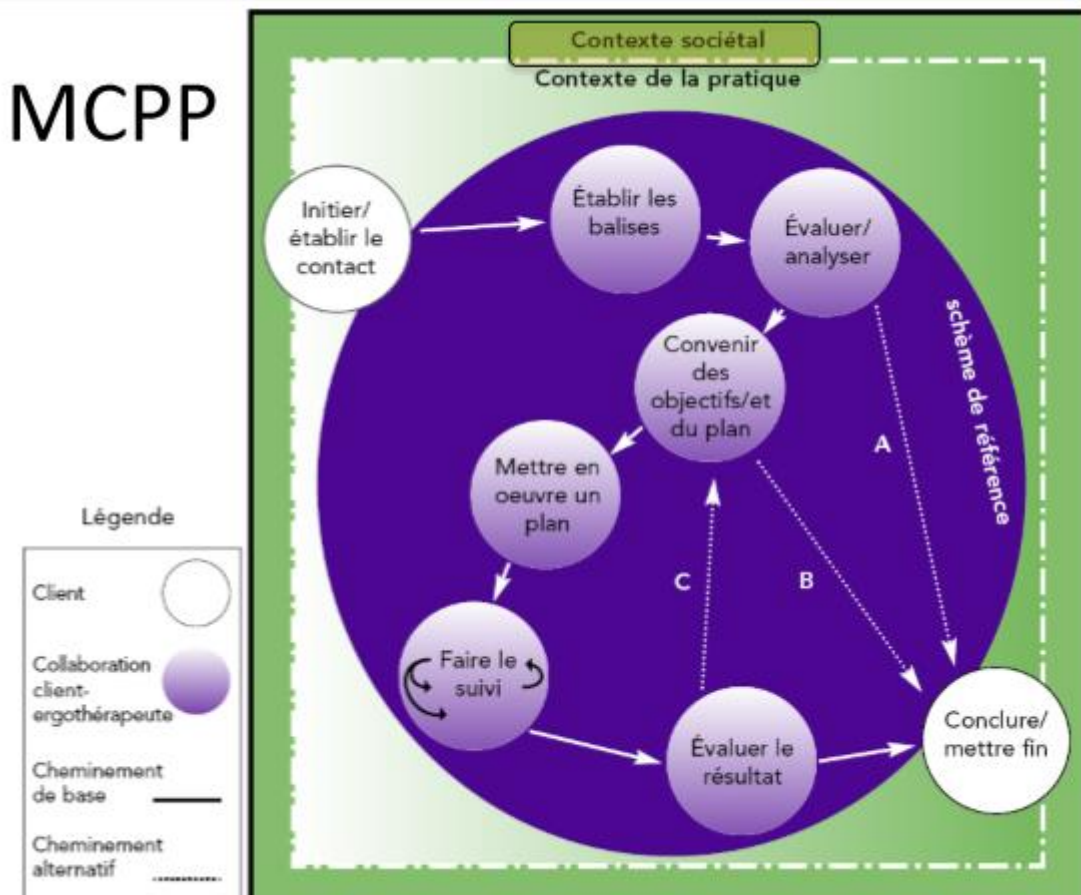 MCPP
Contexte sociétal
Contexte de la pratique
Initier/
établir le
contact
Établir les
balises
Évaluer/
analyser
Convenir
des
objectifs/et
du plan
schème de référence
A
Mettre en
oeuvre un
plan
C
B
Faire le
suivi
Évaluer le
résultat
Conclure/
mettre fin
Légende
Client
Collaboration
client-
ergothérapeute
Cheminement
de base
Cheminement
alternatif